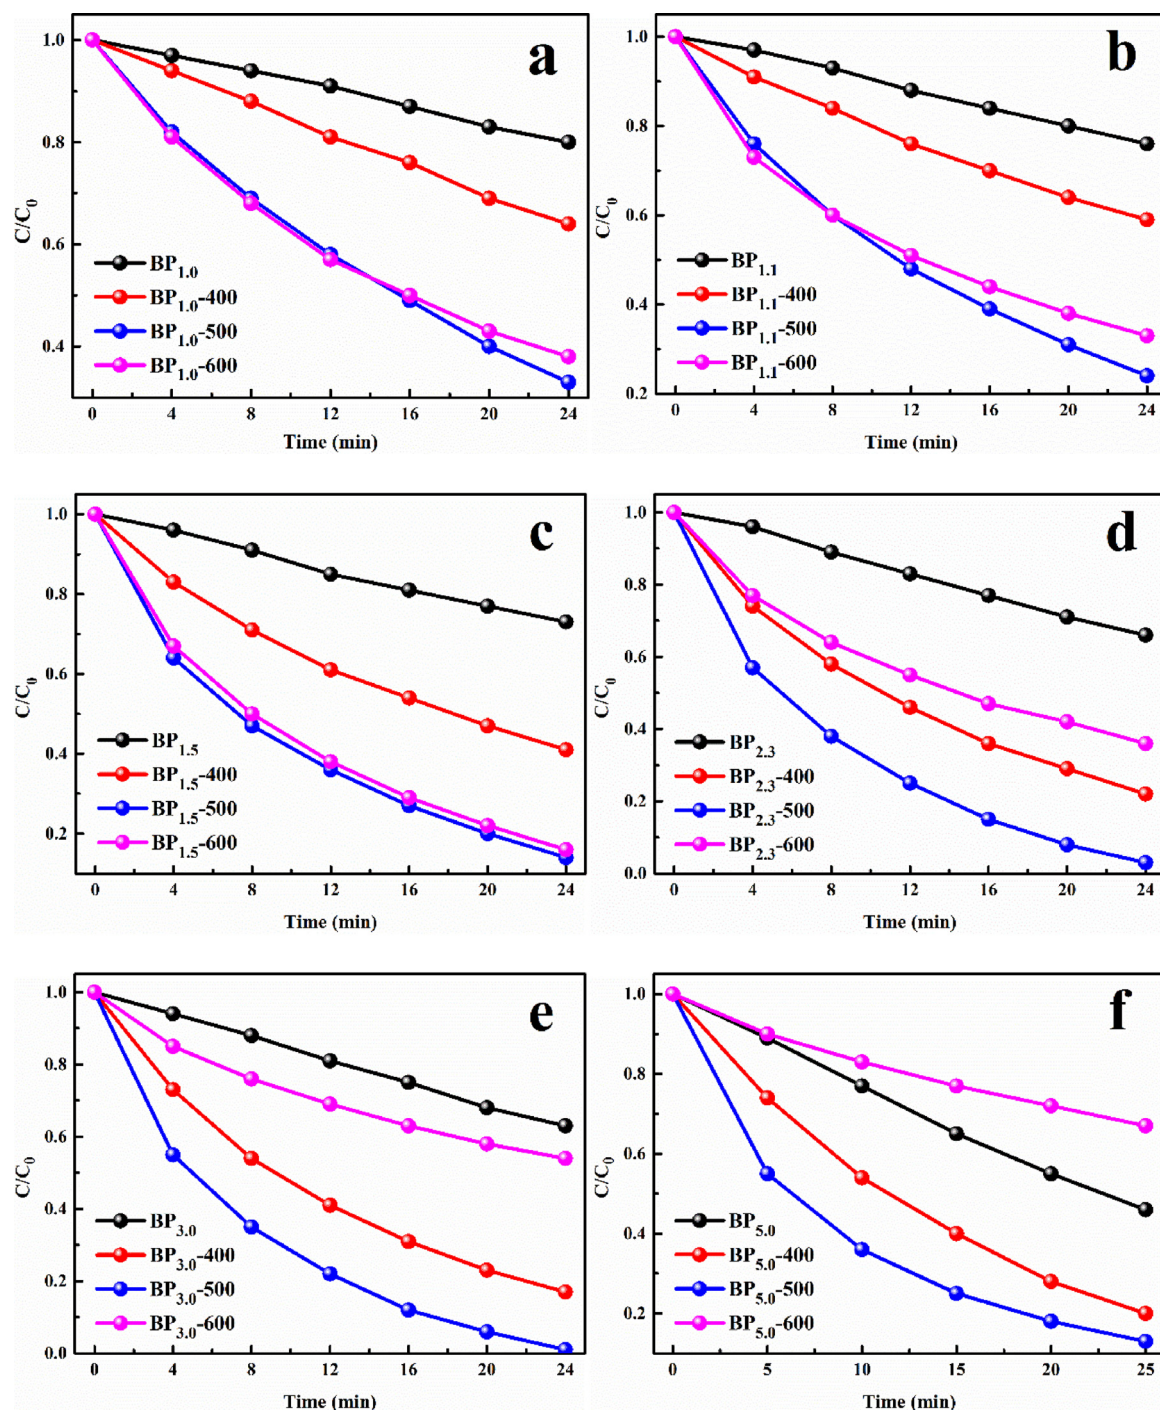 a
1.0
0.8
0.6
0.4
C/C0
BP1.0
BP1.0-400
BP1.0-500
BP1.0-600
0 4 8 12 16 20 24
Time (min)
b
1.0
0.8
0.6
0.4
0.2
C/C0
BP1.1
BP1.1-400
BP1.1-500
BP1.1-600
0 4 8 12 16 20 24
Time (min)
c
1.0
0.8
0.6
0.4
0.2
C/C0
BP1.5
BP1.5-400
BP1.5-500
BP1.5-600
0 4 8 12 16 20 24
Time (min)
d
1.0
0.8
0.6
0.4
0.2
0.0
C/C0
BP2.3
BP2.3-400
BP2.3-500
BP2.3-600
0 4 8 12 16 20 24
Time (min)
e
1.0
0.8
0.6
0.4
0.2
0.0
C/C0
BP3.0
BP3.0-400
BP3.0-500
BP3.0-600
0 4 8 12 16 20 24
Time (min)
f
1.0
0.8
0.6
0.4
0.2
C/C0
BP5.0
BP5.0-400
BP5.0-500
BP5.0-600
0 5 10 15 20 25
Time (min)